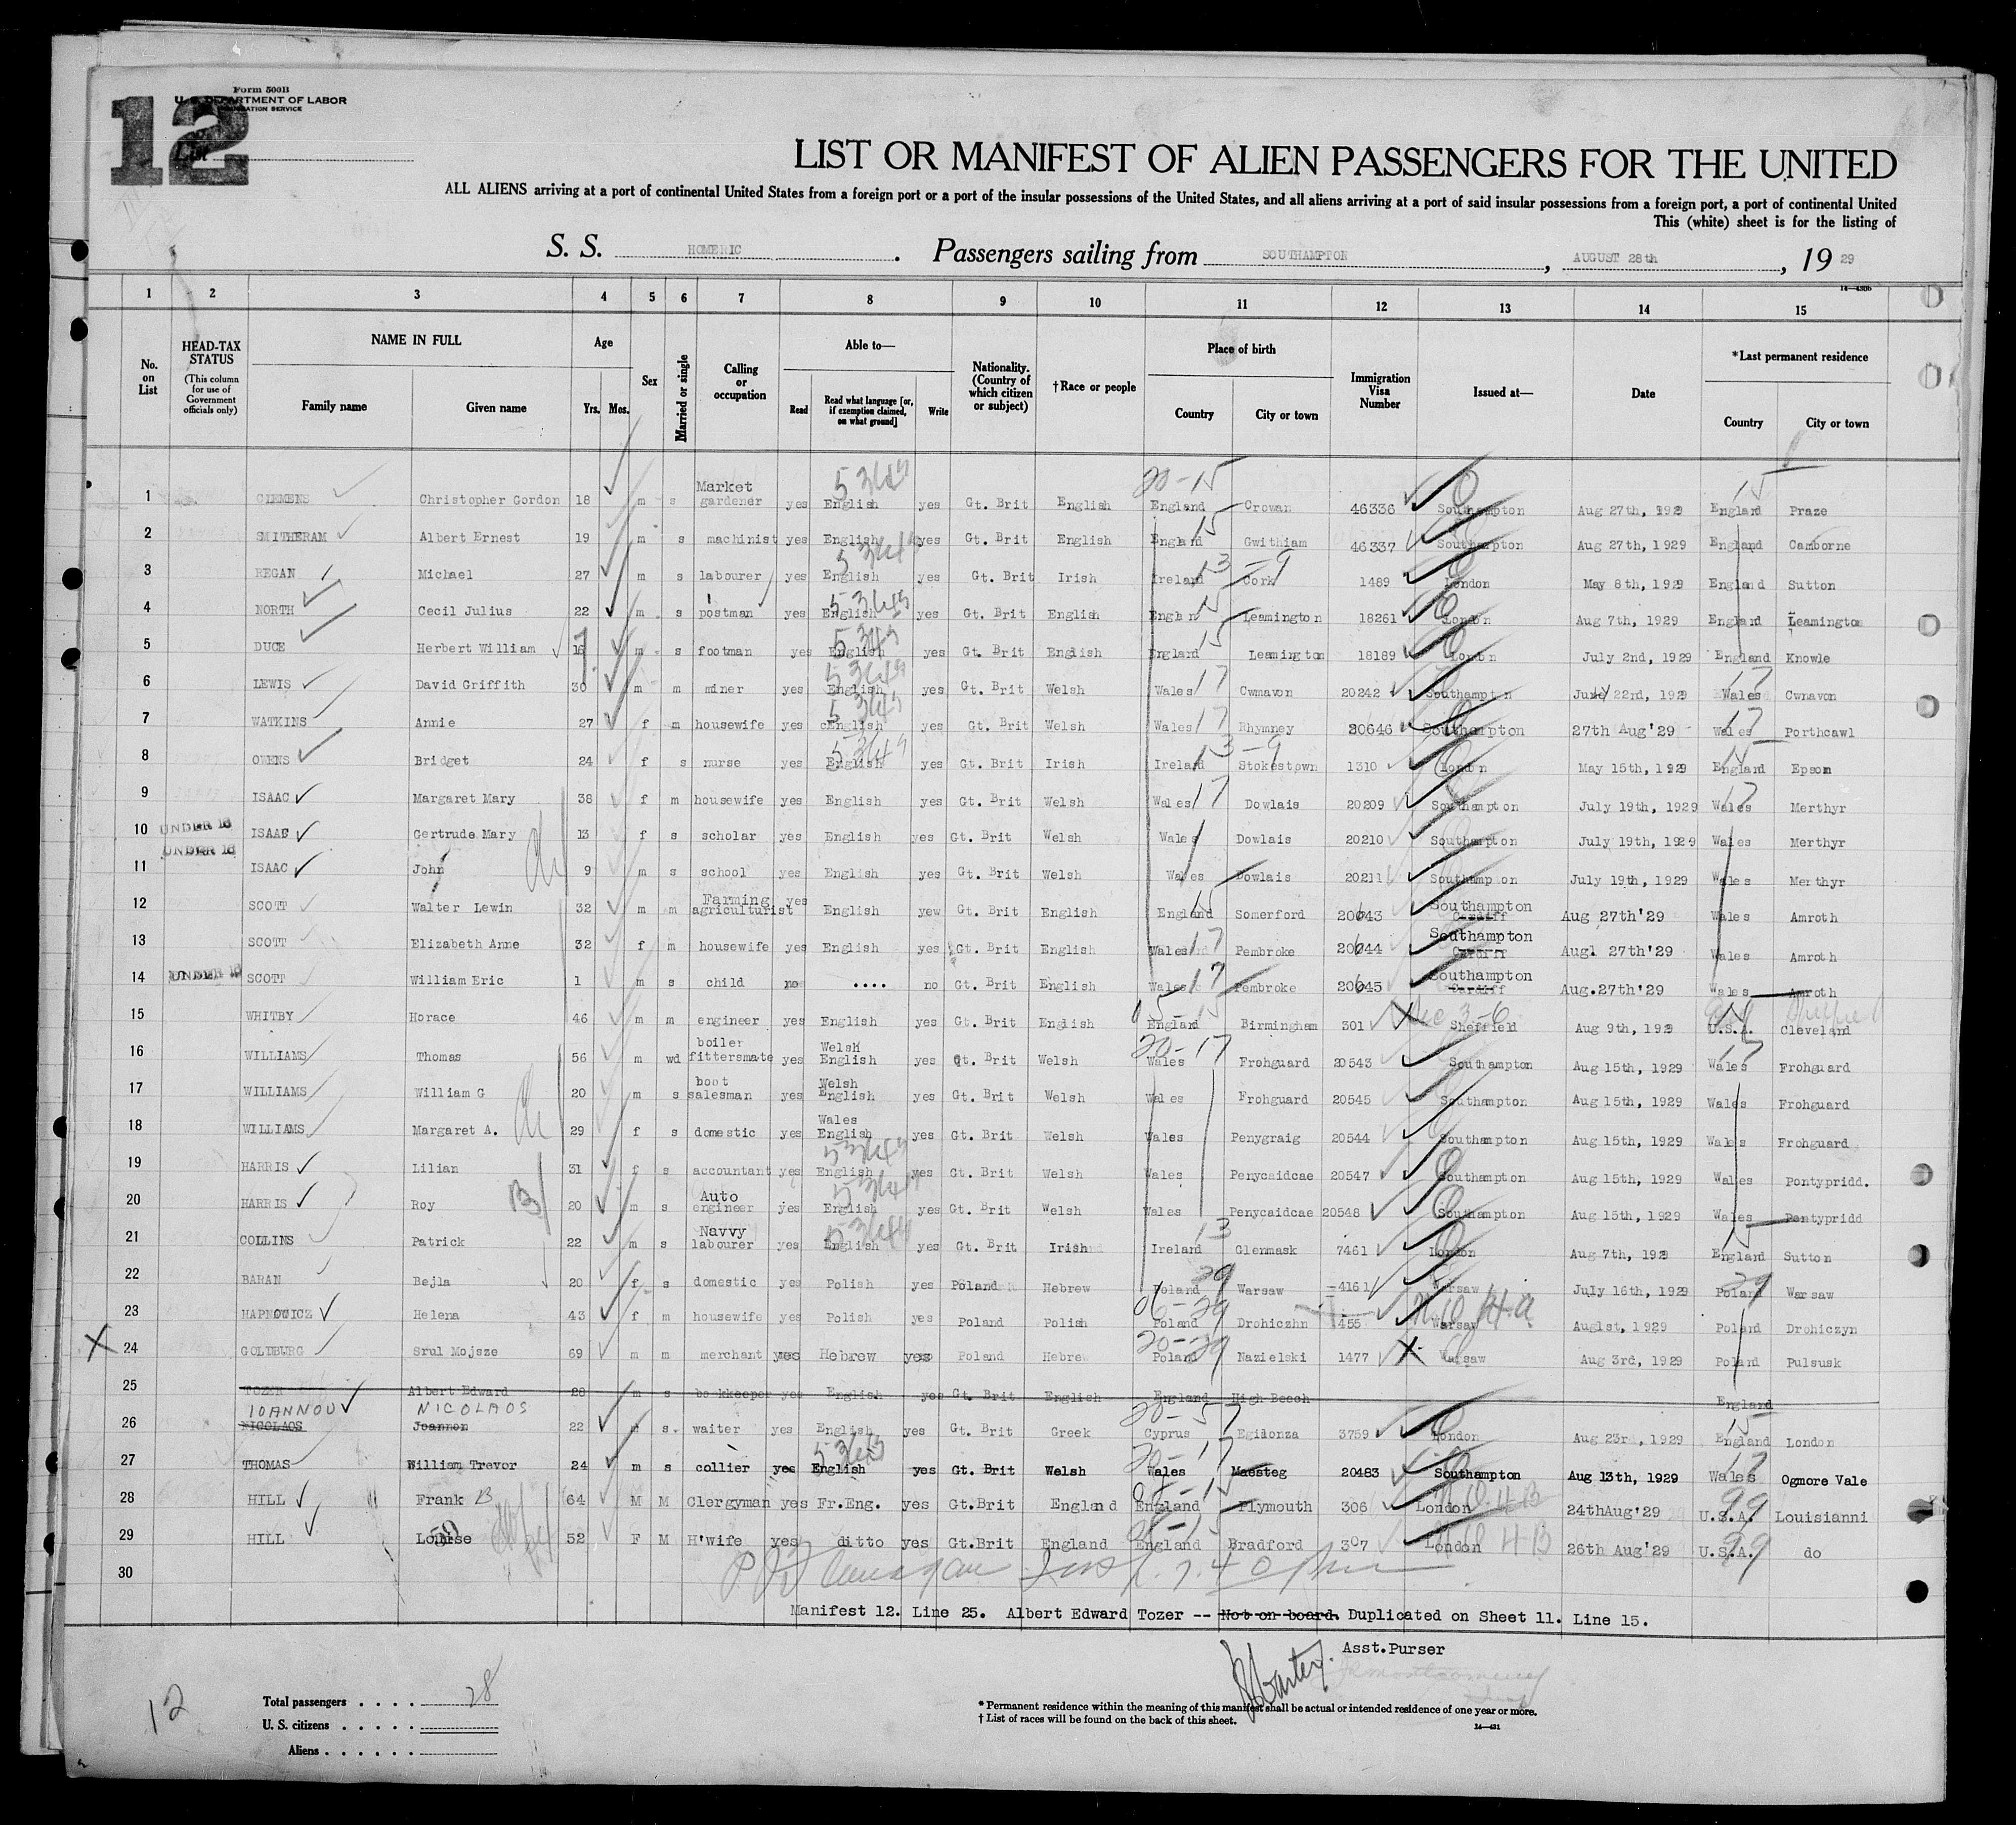 Form 500B
U. S. DEPARTMENT OF LABOR
IMMIGRATION SERVICE
12
List
LIST OR MANIFEST OF ALIEN PASSENGERS FOR THE UNITED
ALL ALIENS arriving at a port of continental United States from a foreign port or a port of the insular possessions of the United States, and all aliens arriving at a port of said insular possessions from a foreign port, a port of continental United
This (white) sheet is for the listing of
S. S. HOMERIC. Passengers sailing from SOUTHAMPTON, AUGUST 28th, 1929
1 2 3 4 5 6 7 8 9 10 11 12 13 14 15
No. on List
HEAD-TAX STATUS (This column for use of Government officials only)
NAME IN FULL Family name Given name
Age Yrs. Mos.
Sex
Married or single
Calling or occupation
Able to— Read Read what language [or, if exemption claimed, on what ground] Write
Nationality. (Country of which citizen or subject)
†Race or people
Place of birth Country City or town
Immigration Visa Number
Issued at—
Date
*Last permanent residence Country City or town
1 CLEMENS Christopher Gordon 18 m s Market gardener yes English yes Gt. Brit English England Crowan 46336 Southampton Aug 27th, 1929 England Praze
2 SMITHERAM Albert Ernest 19 m s machinist yes English yes Gt. Brit English England Gwithiam 46337 Southampton Aug 27th, 1929 England Camborne
3 REGAN Michael 27 m s labourer yes English yes Gt. Brit Irish Ireland Cork 1489 London May 8th, 1929 England Sutton
4 NORTH Cecil Julius 22 m s postman yes English yes Gt. Brit English Englan Leamington 18261 London Aug 7th, 1929 England Leamington
5 DUCE Herbert William 16 m s footman yes English yes Gt. Brit English England Leamington 18189 London July 2nd, 1929 England Knowle
6 LEWIS David Griffith 30 m m miner yes English yes Gt. Brit Welsh Wales Cwmavon 20242 Southampton July 22rd, 1929 Wales Cwnavon
7 WATKINS Annie 27 f m housewife yes English yes Gt. Brit Welsh Wales Rhymney 20646 Southampton 27th Aug'29 Wales Porthcawl
8 OWENS Bridget 24 f s nurse yes English yes Gt. Brit Irish Ireland Stokestown 1310 London May 15th, 1929 England Epsom
9 ISAAC Margaret Mary 38 f m housewife yes English yes Gt. Brit Welsh Wales Dowlais 20209 Southampton July 19th, 1929 Wales Merthyr
10 UNDER 16 ISAAC Gertrude Mary 13 f s scholar yes English yes Gt. Brit Welsh Wales Dowlais 20210 Southampton July 19th, 1929 Wales Merthyr
11 UNDER 16 ISAAC John 9 m s school yes English yes Gt. Brit Welsh Wales Dowlais 20211 Southampton July 19th, 1929 Wales Merthyr
12 SCOTT Walter Lewin 32 m m Farming agriculturist yes English yew Gt. Brit English England Somerford 20643 Southampton Cardiff Aug 27th'29 Wales Amroth
13 SCOTT Elizabeth Anne 32 f m housewife yes English yes Gt. Brit English Wales Pembroke 20644 Southampton Cardiff Augl 27th'29 Wales Amroth
14 UNDER 16 SCOTT William Eric 1 m s child no .... no Gt. Brit English Wales Pembroke 20645 Southampton Cardiff Aug.27th'29 Wales Amroth
15 WHITBY Horace 46 m m engineer yes English yes Gt. Brit English England Birmingham 301 Sheffield Aug 9th, 1929 U.S.A. Cleveland
16 WILLIAMS Thomas 56 m wd boiler fittersmate yes Welsh English yes Gt. Brit Welsh Wales Frohguard 20543 Southampton Aug 15th, 1929 Wales Frohguard
17 WILLIAMS William G 20 m s boot salesman yes Welsh English yes Gt. Brit Welsh Wales Frohguard 20545 Southampton Aug 15th, 1929 Wales Frohguard
18 WILLIAMS Margaret A. 29 f s domestic yes Wales English yes Gt. Brit Welsh Wales Penygraig 20544 Southampton Aug 15th, 1929 Wales Frohguard
19 HARRIS Lilian 31 f s accountant yes English yes Gt. Brit Welsh Wales Penycaidcae 20547 Southampton Aug 15th, 1929 Wales Pontypridd.
20 HARRIS Roy 20 m s Auto engineer yes English yes Gt. Brit Welsh Wales Penycaidcae 20548 Southampton Aug 15th, 1929 Wales Pontypridd
21 COLLINS Patrick 22 m s Navvy labourer yes English yes Gt. Brit Irish Ireland Glenmask 7461 London Aug 7th, 1929 England Sutton
22 BARAN Bejla 20 f s domestic yes Polish yes Poland Hebrew Poland Warsaw 4161 Warsaw July 16th, 1929 Poland Warsaw
23 HAPNOWICZ Helena 43 f m housewife yes Polish yes Poland Polish Poland Drohiczhn 455 Warsaw Auglst, 1929 Poland Drohiczyn
24 GOLDBURG Srul Mojsze 69 m m merchant yes Hebrew yes Poland Hebrew Poland Nazielski 1477 Warsaw Aug 3rd, 1929 Poland Pulsusk
25 TOZER Albert Edward 28 m s bookkeeper yes English yes Gt. Brit English England High Beech England
IOANNOU NICOLAOS
26 NICOLAOS Joannon 22 m s. waiter yes English yes Gt. Brit Greek Cyprus Egilonza 3759 London Aug 23rd, 1929 England London
27 THOMAS William Trevor 24 m s collier yes English yes Gt. Brit Welsh Wales Maesteg 20483 Southampton Aug 13th, 1929 Wales Ogmore Vale
28 HILL Frank B 64 M M Clergyman yes Fr.Eng. yes Gt.Brit England England Plymouth 306 London 24thAug'29 U.S.A. Louisianni
29 HILL Louise 52 F M H'wife yes ditto yes Gt.Brit England England Bradford 307 London 26th Aug'29 U.S.A. do
30
Manifest 12. Line 25. Albert Edward Tozer -- Not on board. Duplicated on Sheet 11. Line 15.
Asst.Purser
12
Total passengers . . . . 28
U. S. citizens . . . . .
Aliens . . . . . .
* Permanent residence within the meaning of this manifest shall be actual or intended residence of one year or more.
† List of races will be found on the back of this sheet.
14—421